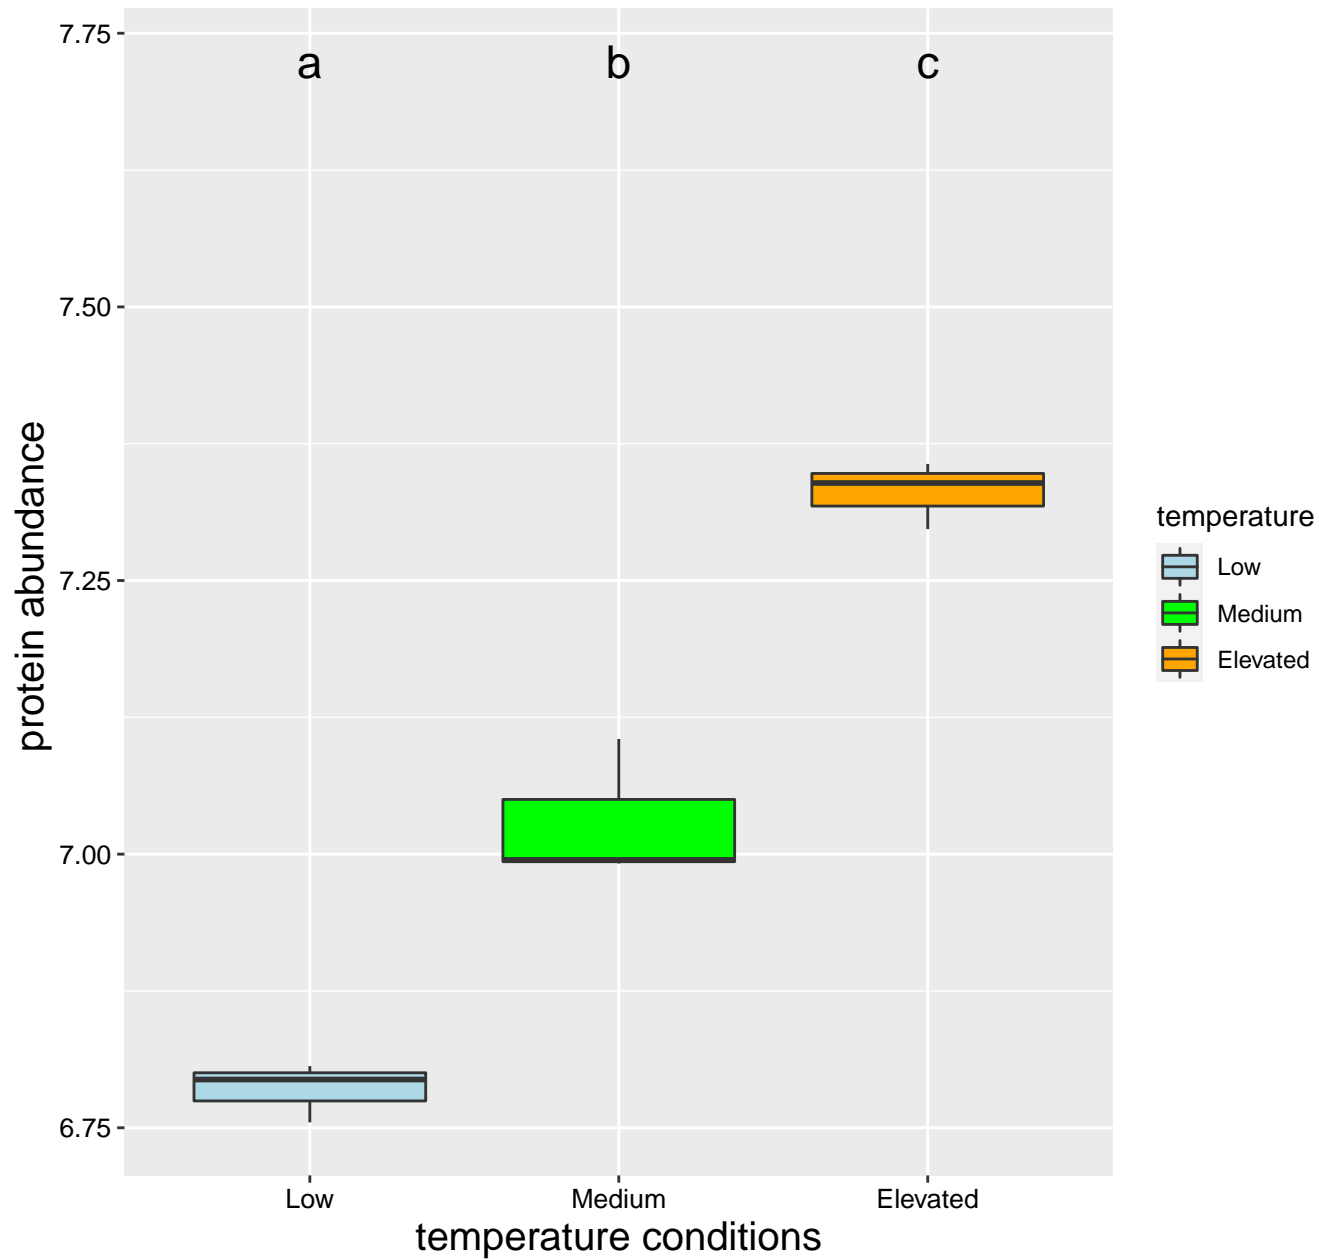 7.75
7.50
7.25
7.00
6.75
protein abundance
a b c
Low Medium Elevated
temperature conditions
temperature
Low
Medium
Elevated